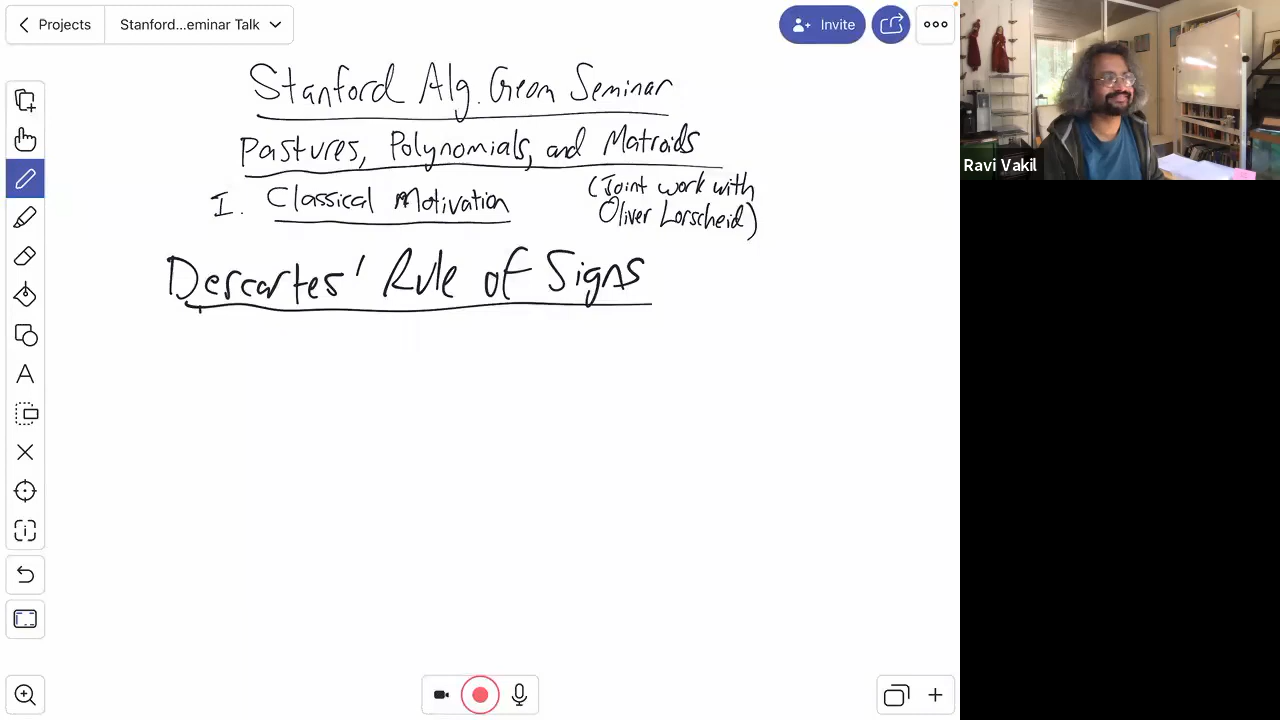 Projects
Stanford...eminar Talk
Invite
Stanford Alg. Geom Seminar
Pastures, Polynomials, and Matroids
(Joint work with
Oliver Lorscheid)
I. Classical Motivation
Descartes' Rule of Signs
Ravi Vakil